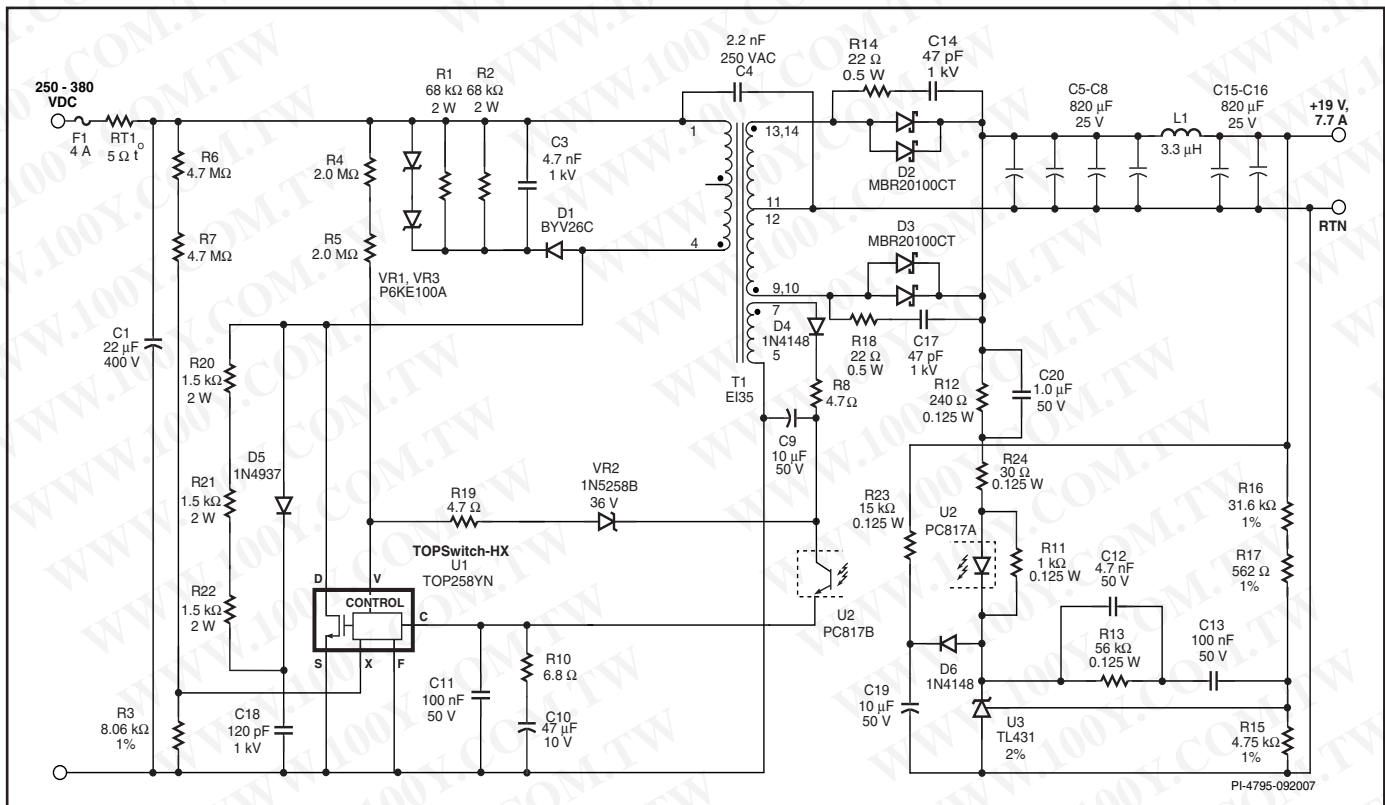 250 - 380
VDC
F1
4 A
RT1
5 Ω
t
o
R6
4.7 MΩ
R7
4.7 MΩ
C1
22 µF
400 V
R4
2.0 MΩ
R5
2.0 MΩ
R1
68 kΩ
2 W
R2
68 kΩ
2 W
C3
4.7 nF
1 kV
D1
BYV26C
VR1, VR3
P6KE100A
2.2 nF
250 VAC
C4
1
4
13,14
11
12
9,10
7
5
T1
EI35
R14
22 Ω
0.5 W
C14
47 pF
1 kV
D2
MBR20100CT
D3
MBR20100CT
C5-C8
820 µF
25 V
L1
3.3 µH
C15-C16
820 µF
25 V
+19 V,
7.7 A
RTN
D4
1N4148
R18
22 Ω
0.5 W
C17
47 pF
1 kV
R8
4.7 Ω
C9
10 µF
50 V
R12
240 Ω
0.125 W
C20
1.0 µF
50 V
R20
1.5 kΩ
2 W
D5
1N4937
R21
1.5 kΩ
2 W
R22
1.5 kΩ
2 W
R19
4.7 Ω
VR2
1N5258B
36 V
TOPSwitch-HX
U1
TOP258YN
D
V
CONTROL
C
S
X
F
U2
PC817B
R24
30 Ω
0.125 W
R23
15 kΩ
0.125 W
U2
PC817A
R11
1 kΩ
0.125 W
C12
4.7 nF
50 V
R16
31.6 kΩ
1%
R17
562 Ω
1%
R13
56 kΩ
0.125 W
C13
100 nF
50 V
D6
1N4148
C19
10 µF
50 V
U3
TL431
2%
R15
4.75 kΩ
1%
R3
8.06 kΩ
1%
C18
120 pF
1 kV
C11
100 nF
50 V
R10
6.8 Ω
C10
47 µF
10 V
PI-4795-092007
WWW.100Y.COM.TW